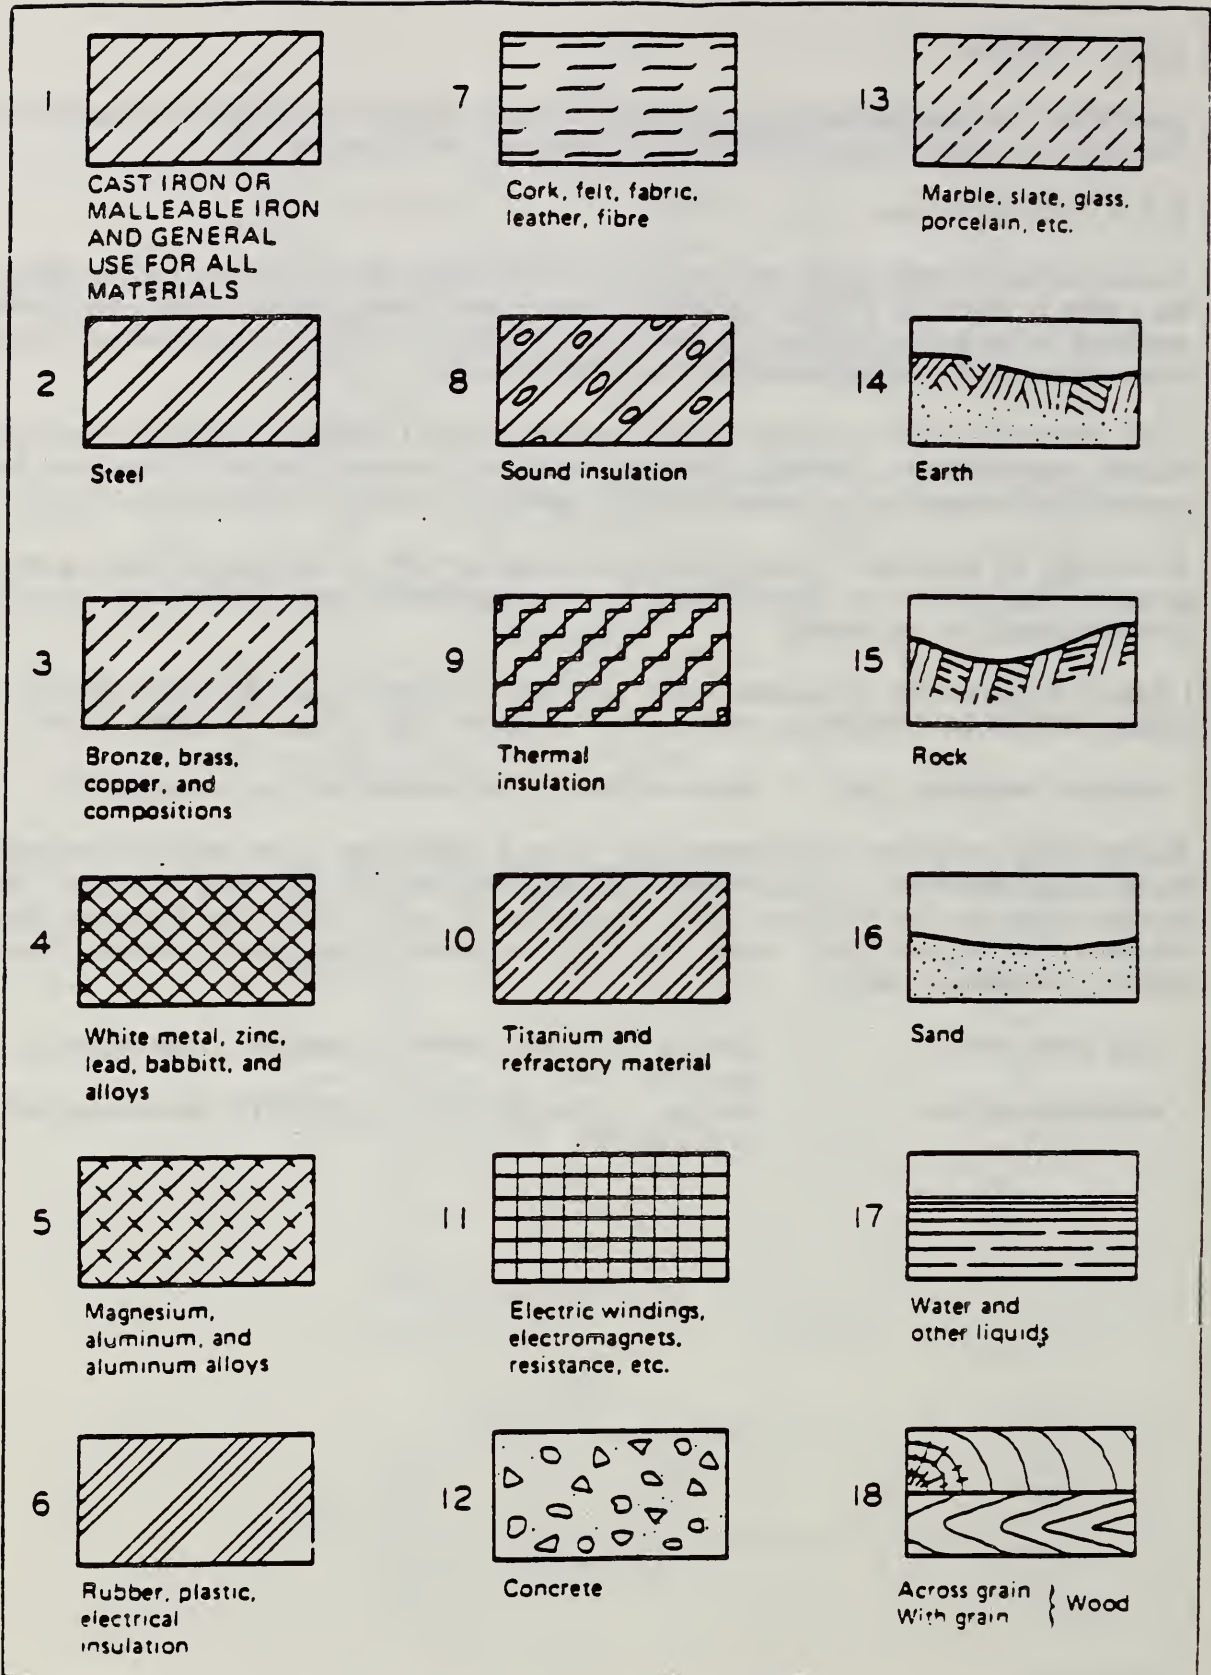 1
CAST IRON OR
MALLEABLE IRON
AND GENERAL
USE FOR ALL
MATERIALS
2
Steel
3
Bronze, brass,
copper, and
compositions
4
White metal, zinc,
lead, babbitt, and
alloys
5
Magnesium,
aluminum, and
aluminum alloys
6
Rubber, plastic,
electrical
insulation
7
Cork, felt, fabric,
leather, fibre
8
Sound insulation
9
Thermal
insulation
10
Titanium and
refractory material
11
Electric windings,
electromagnets,
resistance, etc.
12
Concrete
13
Marble, slate, glass,
porcelain, etc.
14
Earth
15
Rock
16
Sand
17
Water and
other liquids
18
Across grain
With grain } Wood